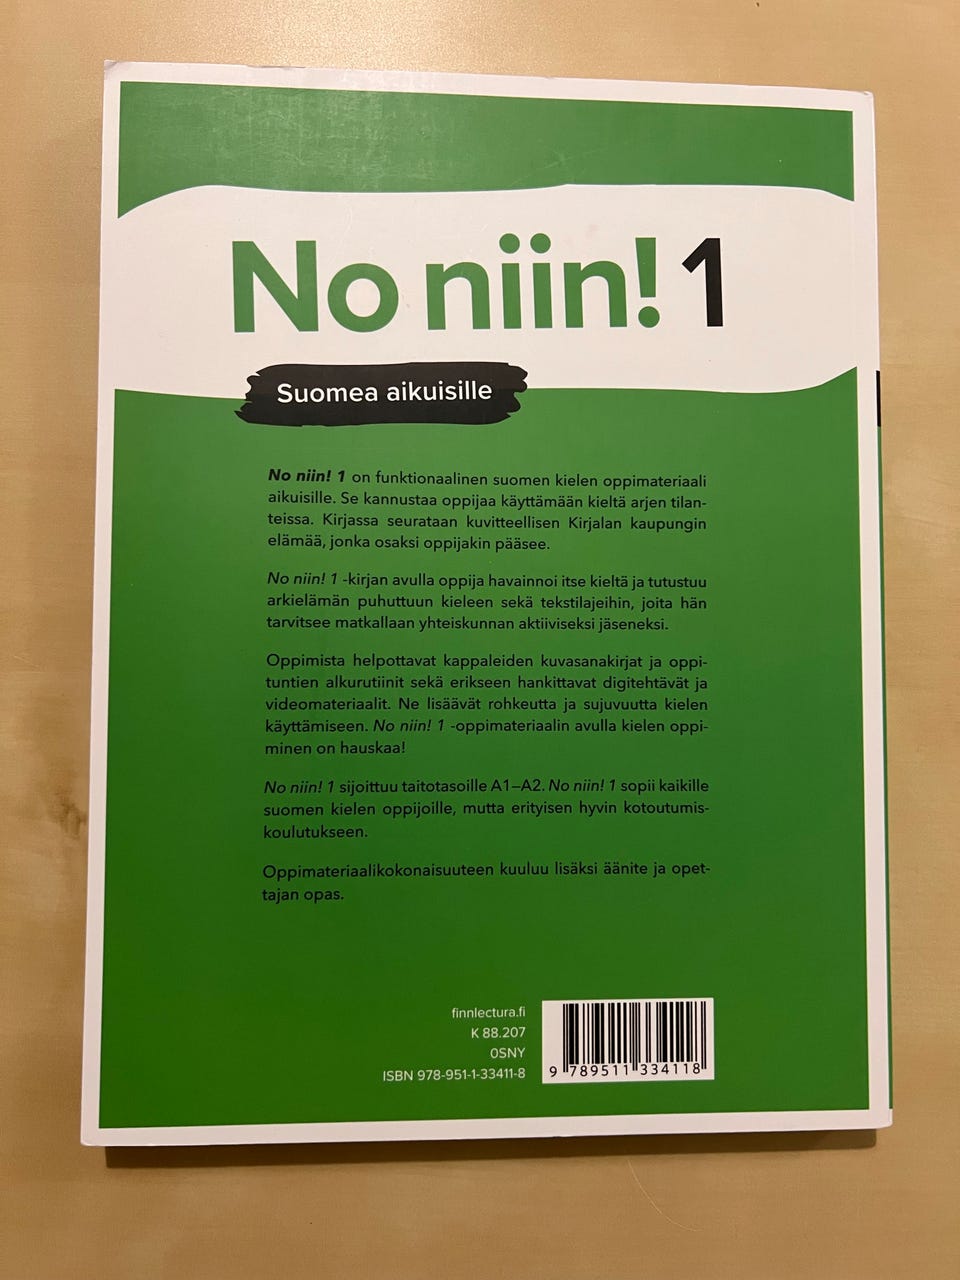 No niin! 1
Suomea aikuisille
No niin! 1 on funktionaalinen suomen kielen oppimateriaali
aikuisille. Se kannustaa oppijaa käyttämään kieltä arjen tilan-
teissa. Kirjassa seurataan kuvitteellisen Kirjalan kaupungin
elämää, jonka osaksi oppijakin pääsee.
No niin! 1 -kirjan avulla oppija havainnoi itse kieltä ja tutustuu
arkielämän puhuttuun kieleen sekä tekstilajeihin, joita hän
tarvitsee matkallaan yhteiskunnan aktiiviseksi jäseneksi.
Oppimista helpottavat kappaleiden kuvasanakirjat ja oppi-
tuntien alkurutiinit sekä erikseen hankittavat digitehtävät ja
videomateriaalit. Ne lisäävät rohkeutta ja sujuvuutta kielen
käyttämiseen. No niin! 1 -oppimateriaalin avulla kielen oppi-
minen on hauskaa!
No niin! 1 sijoittuu taitotasoille A1–A2. No niin! 1 sopii kaikille
suomen kielen oppijoille, mutta erityisen hyvin kotoutumis-
koulutukseen.
Oppimateriaalikokonaisuuteen kuuluu lisäksi äänite ja opet-
tajan opas.
finnlectura.fi
K 88.207
0SNY
ISBN 978-951-1-33411-8
9 789511 334118